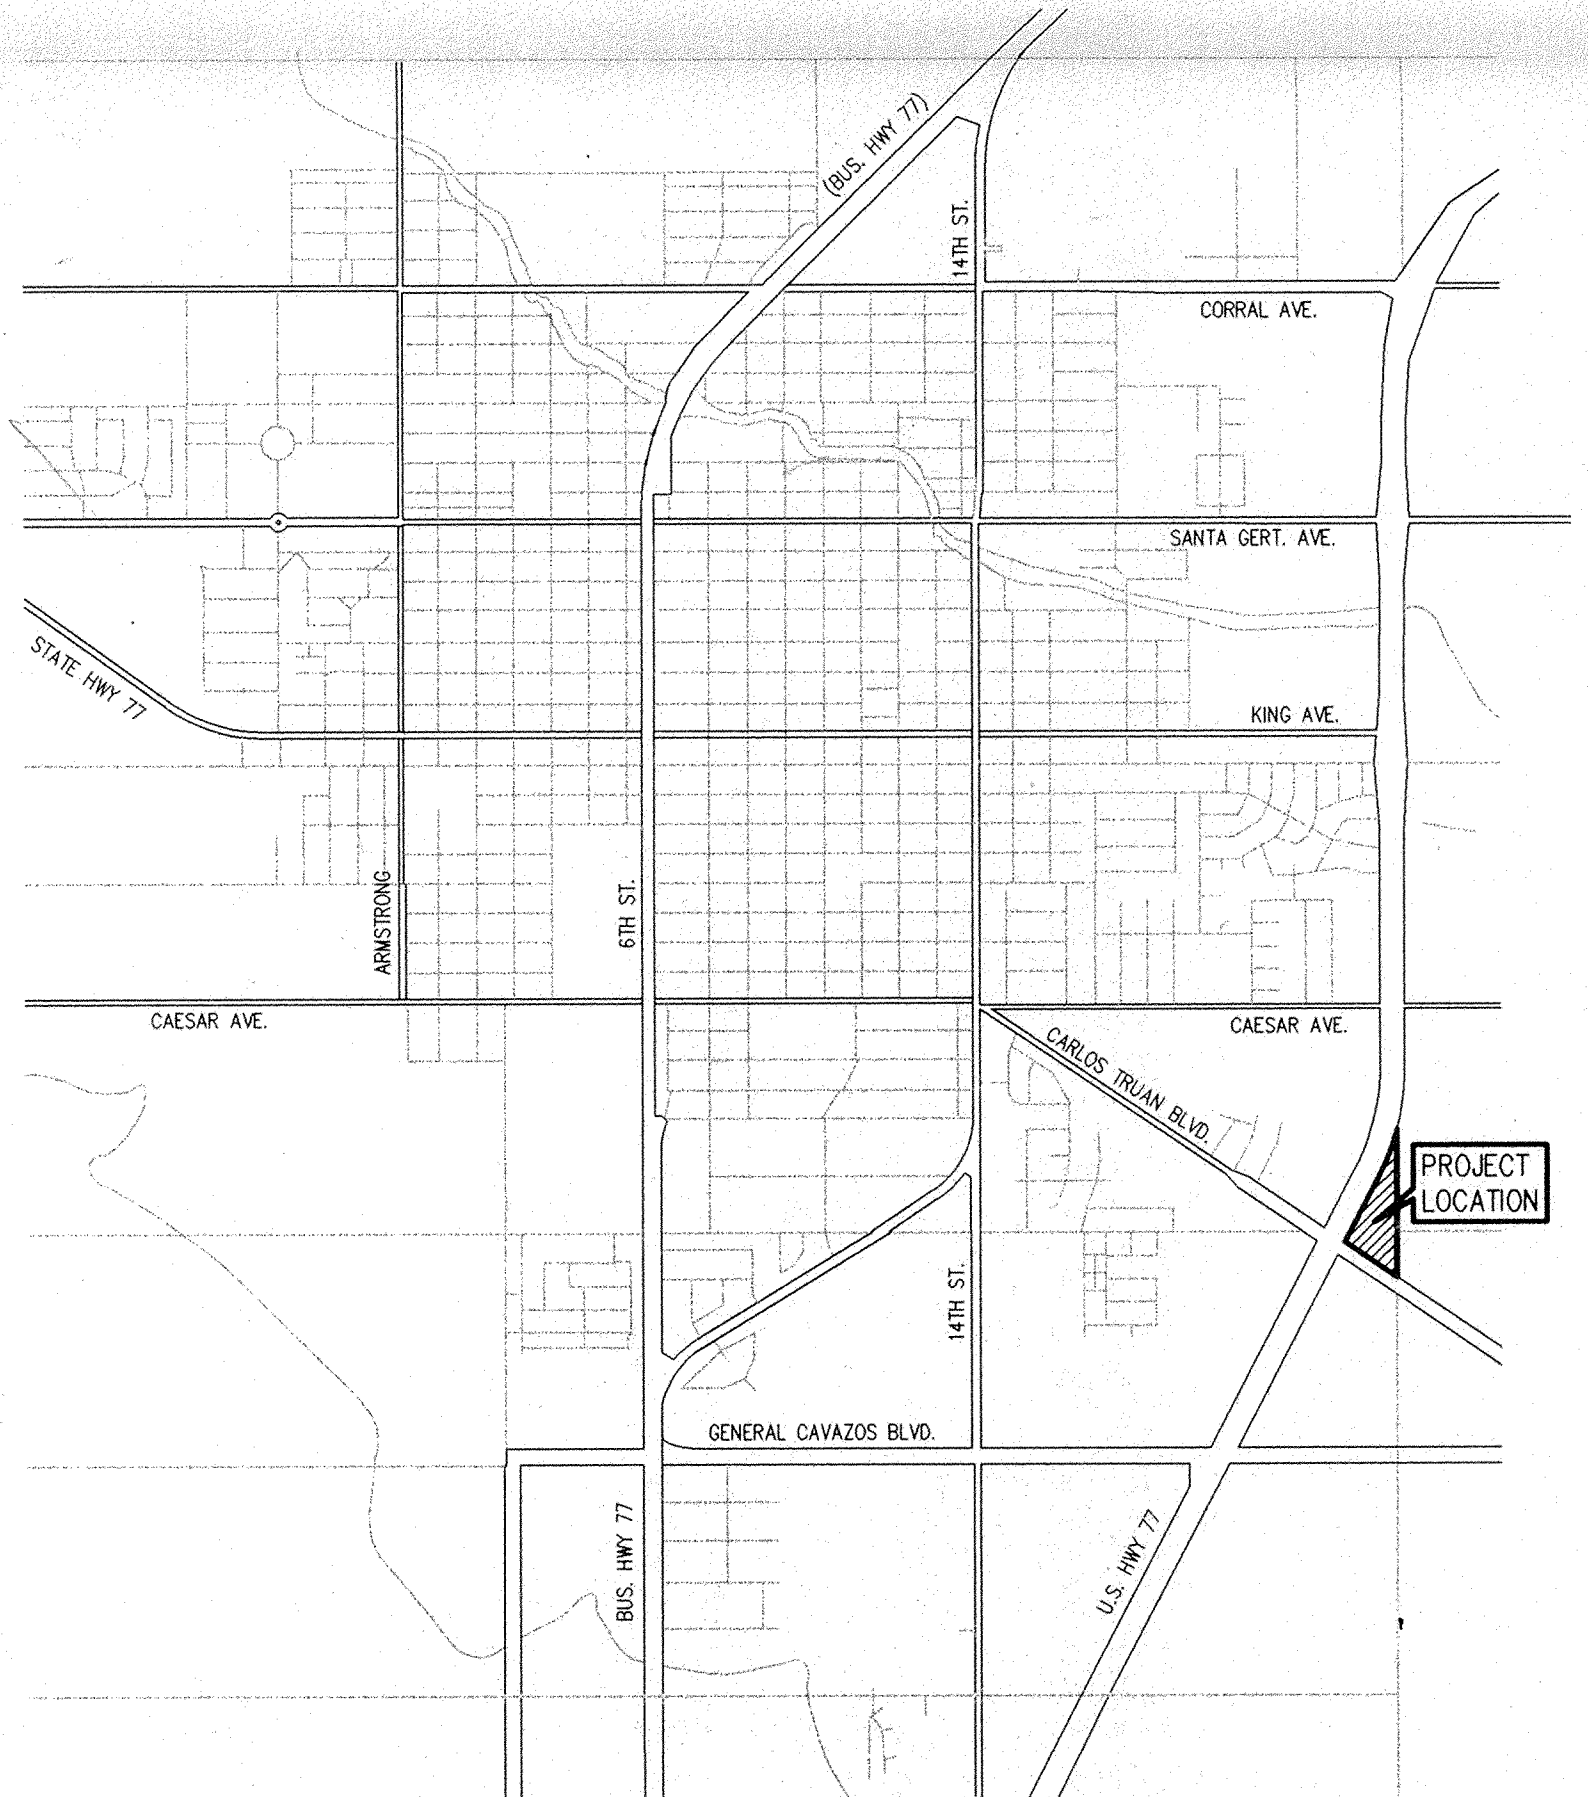 (BUS. HWY 77)
14TH ST.
CORRAL AVE.
SANTA GERT. AVE.
STATE HWY 77
KING AVE.
ARMSTRONG
6TH ST.
CAESAR AVE.
CAESAR AVE.
CARLOS TRUAN BLVD.
PROJECT
LOCATION
14TH ST.
GENERAL CAVAZOS BLVD.
BUS. HWY 77
U.S. HWY 77